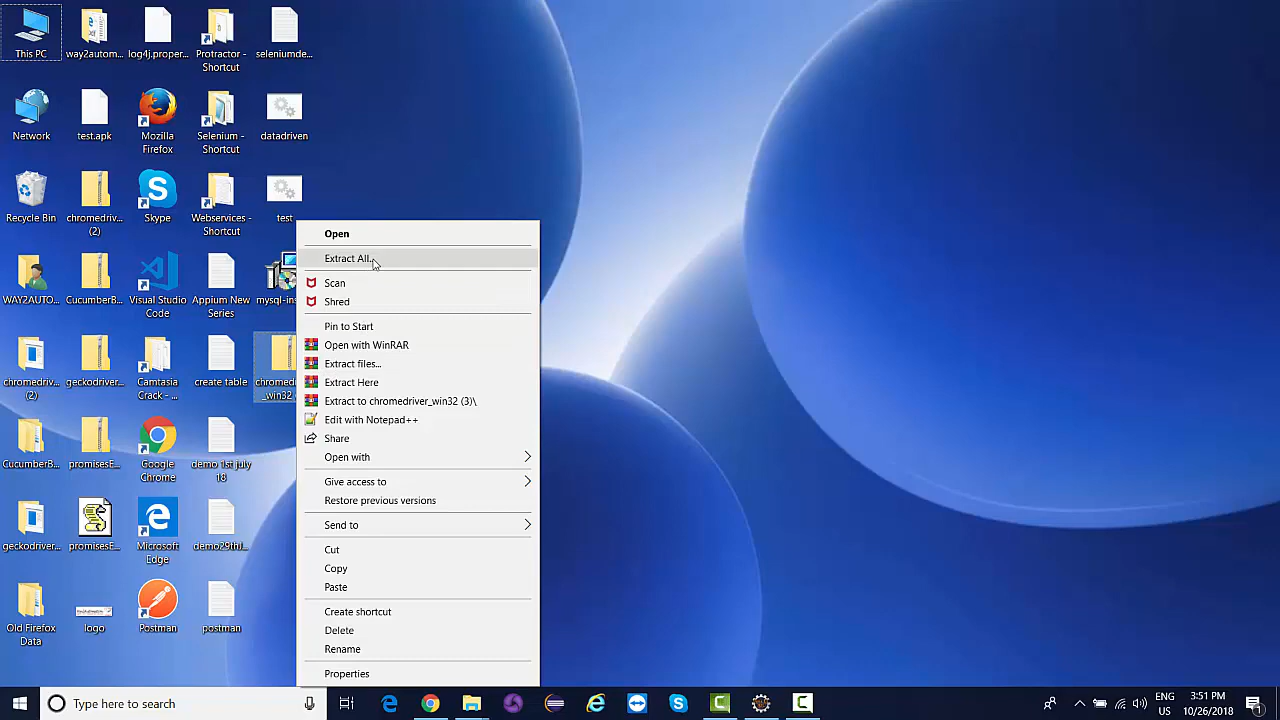 This PC
way2autom...
log4j.proper...
Protractor -
Shortcut
seleniumde...
Network
test.apk
Mozilla
Firefox
Selenium -
Shortcut
datadriven
Recycle Bin
chromedriv...
(2)
Skype
Webservices -
Shortcut
test
WAY2AUTO...
CucumberB...
Visual Studio
Code
Appium New
Series
mysql-ins
chromedriv...
(2)
geckodriver...
Camtasia
Crack - ...
create table
chromed
_win32
CucumberB...
promisesE...
Google
Chrome
demo 1st july
18
geckodriver...
promisesE...
Microsoft
Edge
demo29thJ...
Old Firefox
Data
logo
Postman
postman
Open
Extract All...
Scan
Shred
Pin to Start
Open with WinRAR
Extract files...
Extract Here
Extract to chromedriver_win32 (3)\
Edit with Notepad++
Share
Open with
Give access to
Restore previous versions
Send to
Cut
Copy
Paste
Create shortcut
Delete
Rename
Properties
Type here to search
ENG
US
3:51 PM
10/26/2018